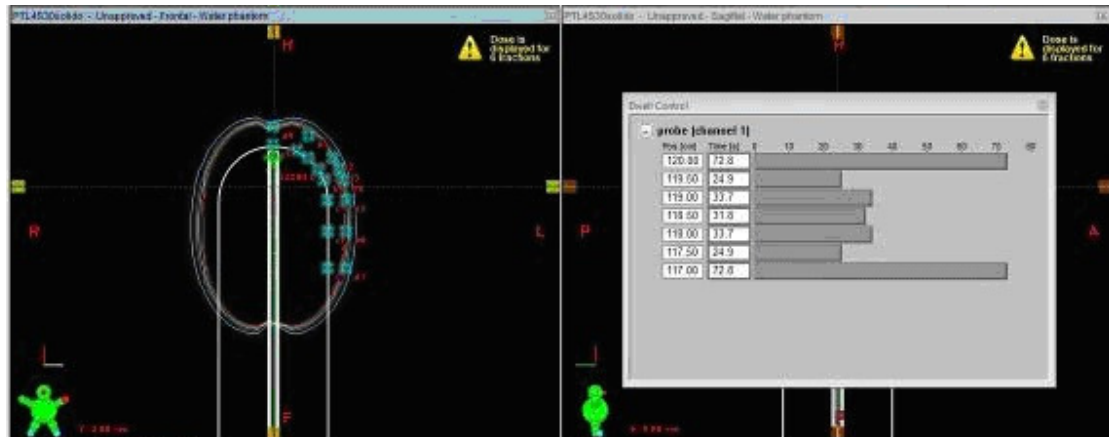 PTL4S30solido - Unapproved - Frontal - Water phantom
H
Dose is
displayed for
6 fractions
R
L
F
PTL4S30solido - Unapproved - Sagittal - Water phantom
H
Dose is
displayed for
6 fractions
P
A
Dwell Control
probe (channel 1)
Pos. [cm] Time [s] 0 10 20 30 40 50 60 70 80
120.00 72.8
119.50 24.9
119.00 33.7
118.50 31.8
118.00 33.7
117.50 24.9
117.00 72.8